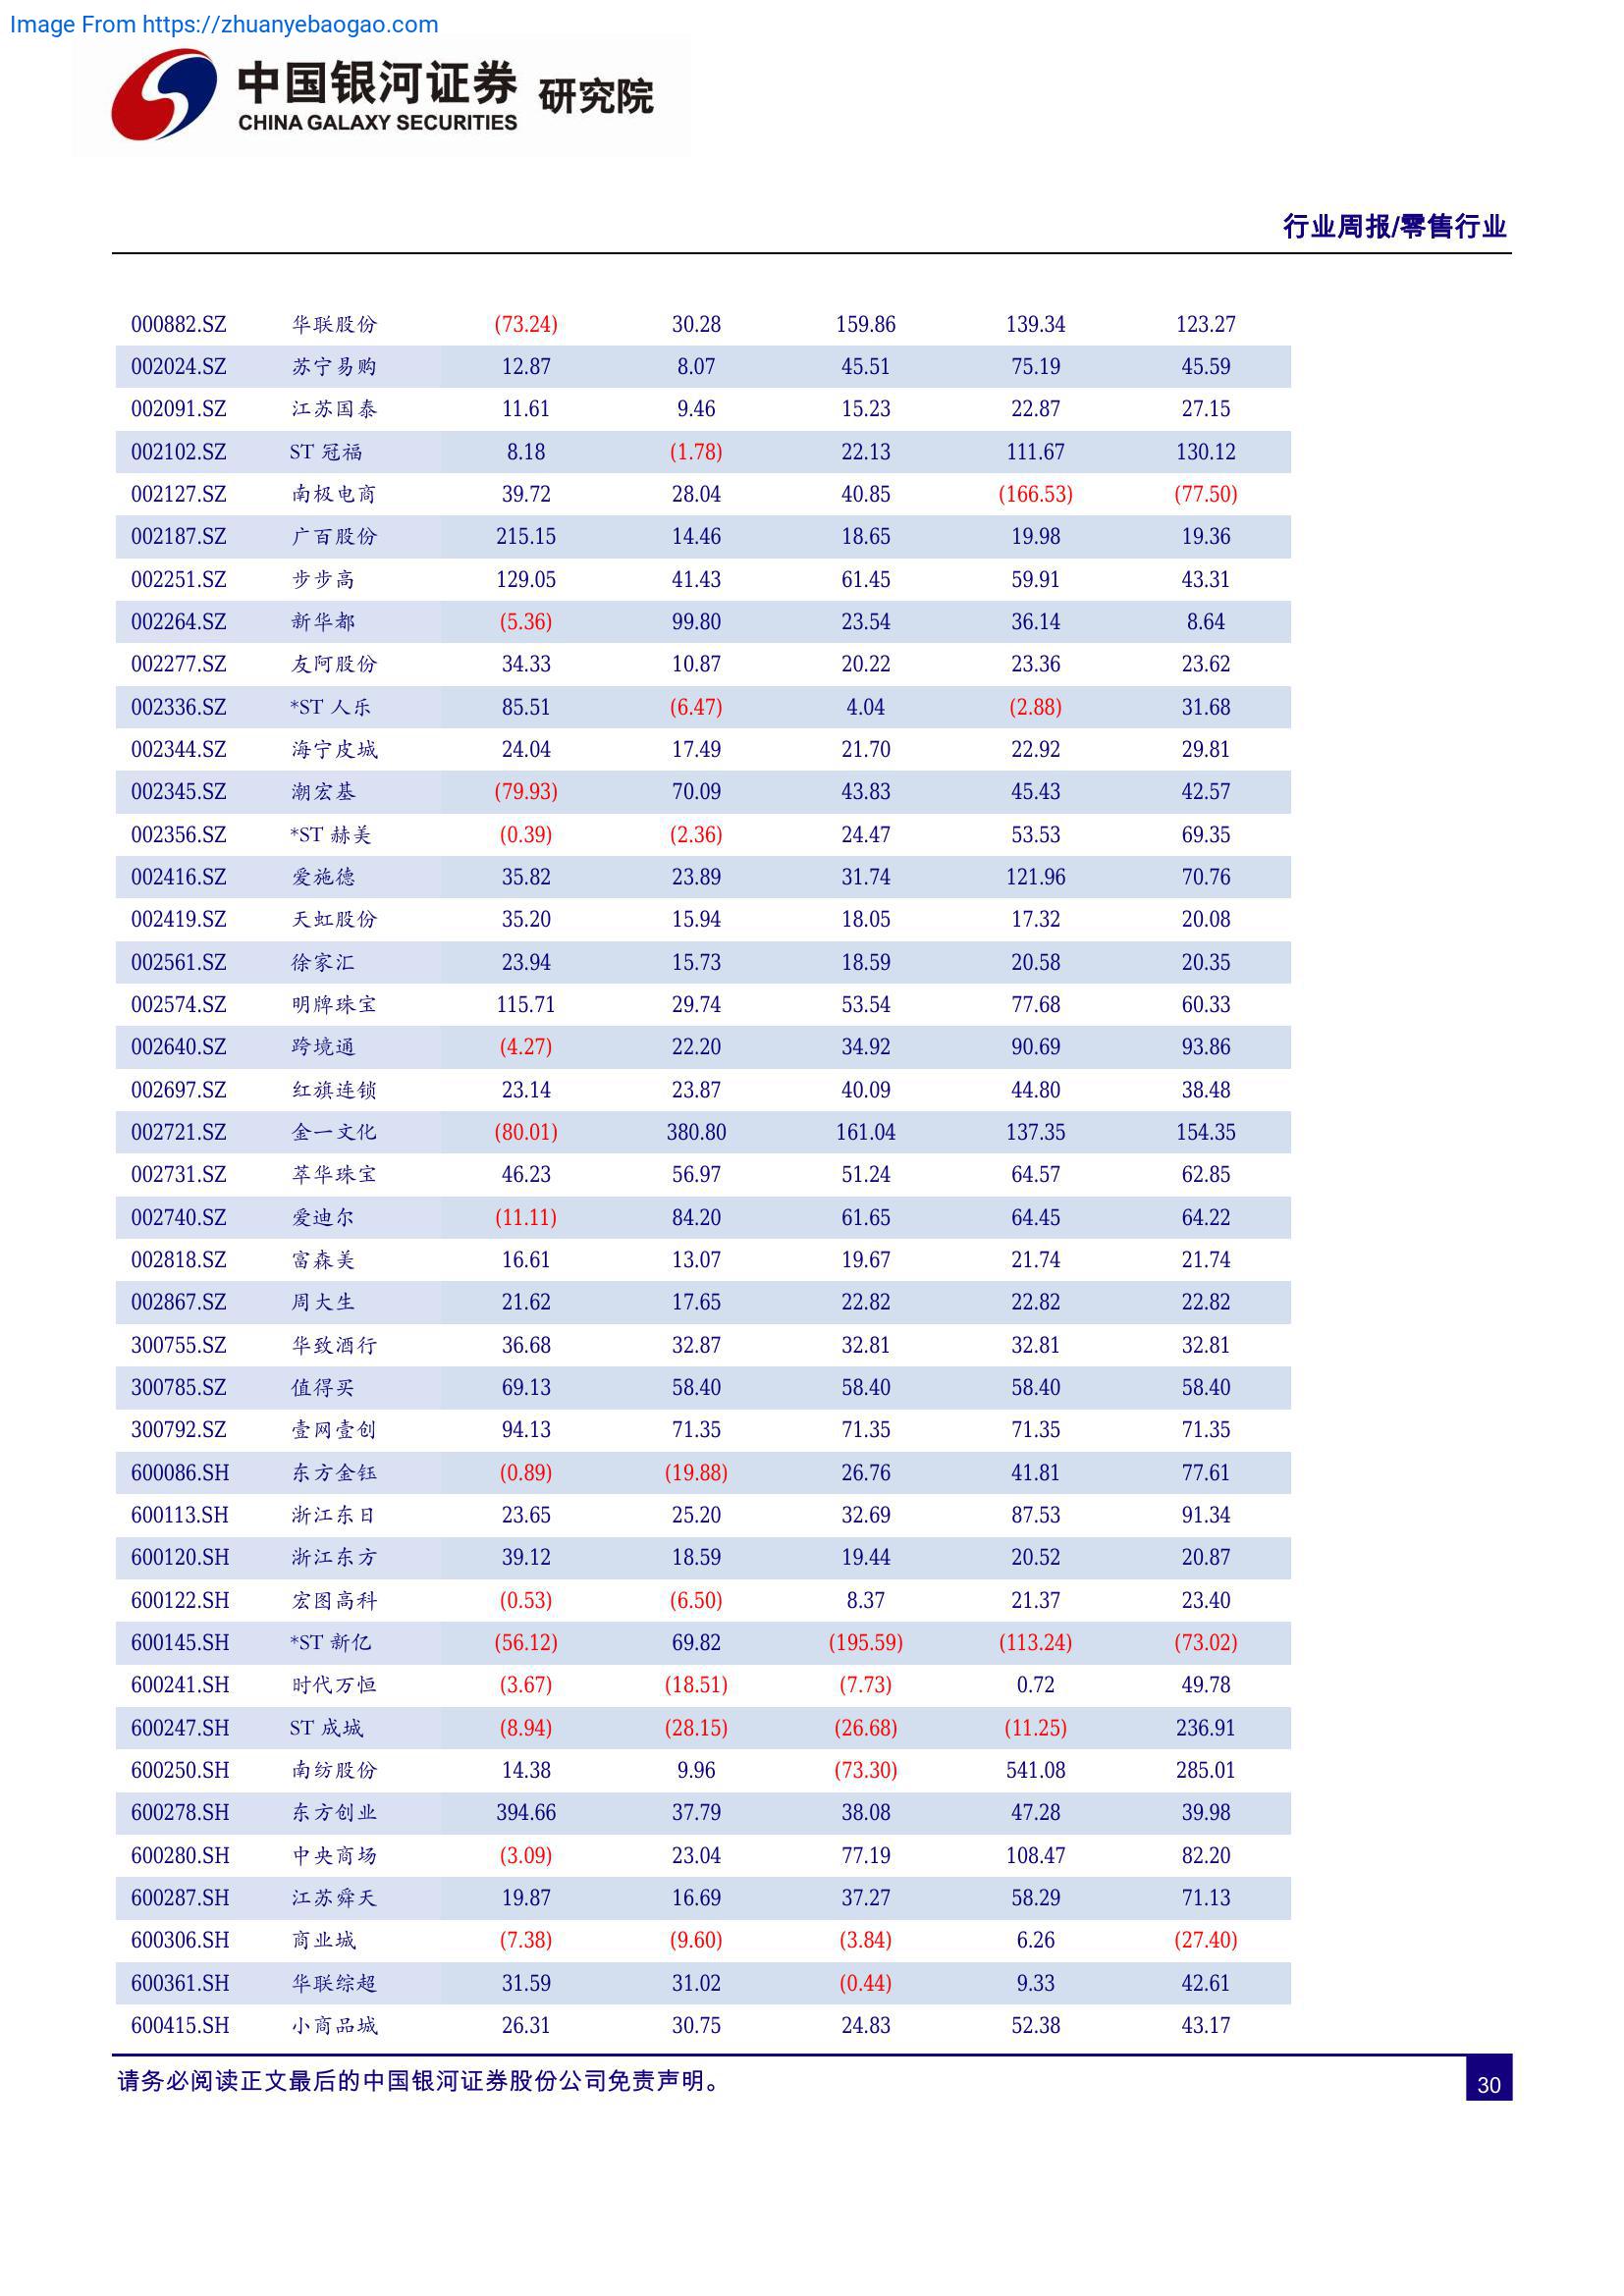 Image From https://zhuanyebaogao.com
中国银河证券 研究院
CHINA GALAXY SECURITIES
行业周报/零售行业
000882.SZ 华联股份 (73.24) 30.28 159.86 139.34 123.27
002024.SZ 苏宁易购 12.87 8.07 45.51 75.19 45.59
002091.SZ 江苏国泰 11.61 9.46 15.23 22.87 27.15
002102.SZ ST 冠福 8.18 (1.78) 22.13 111.67 130.12
002127.SZ 南极电商 39.72 28.04 40.85 (166.53) (77.50)
002187.SZ 广百股份 215.15 14.46 18.65 19.98 19.36
002251.SZ 步步高 129.05 41.43 61.45 59.91 43.31
002264.SZ 新华都 (5.36) 99.80 23.54 36.14 8.64
002277.SZ 友阿股份 34.33 10.87 20.22 23.36 23.62
002336.SZ *ST 人乐 85.51 (6.47) 4.04 (2.88) 31.68
002344.SZ 海宁皮城 24.04 17.49 21.70 22.92 29.81
002345.SZ 潮宏基 (79.93) 70.09 43.83 45.43 42.57
002356.SZ *ST 赫美 (0.39) (2.36) 24.47 53.53 69.35
002416.SZ 爱施德 35.82 23.89 31.74 121.96 70.76
002419.SZ 天虹股份 35.20 15.94 18.05 17.32 20.08
002561.SZ 徐家汇 23.94 15.73 18.59 20.58 20.35
002574.SZ 明牌珠宝 115.71 29.74 53.54 77.68 60.33
002640.SZ 跨境通 (4.27) 22.20 34.92 90.69 93.86
002697.SZ 红旗连锁 23.14 23.87 40.09 44.80 38.48
002721.SZ 金一文化 (80.01) 380.80 161.04 137.35 154.35
002731.SZ 萃华珠宝 46.23 56.97 51.24 64.57 62.85
002740.SZ 爱迪尔 (11.11) 84.20 61.65 64.45 64.22
002818.SZ 富森美 16.61 13.07 19.67 21.74 21.74
002867.SZ 周大生 21.62 17.65 22.82 22.82 22.82
300755.SZ 华致酒行 36.68 32.87 32.81 32.81 32.81
300785.SZ 值得买 69.13 58.40 58.40 58.40 58.40
300792.SZ 壹网壹创 94.13 71.35 71.35 71.35 71.35
600086.SH 东方金钰 (0.89) (19.88) 26.76 41.81 77.61
600113.SH 浙江东日 23.65 25.20 32.69 87.53 91.34
600120.SH 浙江东方 39.12 18.59 19.44 20.52 20.87
600122.SH 宏图高科 (0.53) (6.50) 8.37 21.37 23.40
600145.SH *ST 新亿 (56.12) 69.82 (195.59) (113.24) (73.02)
600241.SH 时代万恒 (3.67) (18.51) (7.73) 0.72 49.78
600247.SH ST 成城 (8.94) (28.15) (26.68) (11.25) 236.91
600250.SH 南纺股份 14.38 9.96 (73.30) 541.08 285.01
600278.SH 东方创业 394.66 37.79 38.08 47.28 39.98
600280.SH 中央商场 (3.09) 23.04 77.19 108.47 82.20
600287.SH 江苏舜天 19.87 16.69 37.27 58.29 71.13
600306.SH 商业城 (7.38) (9.60) (3.84) 6.26 (27.40)
600361.SH 华联综超 31.59 31.02 (0.44) 9.33 42.61
600415.SH 小商品城 26.31 30.75 24.83 52.38 43.17
请务必阅读正文最后的中国银河证券股份公司免责声明。
30